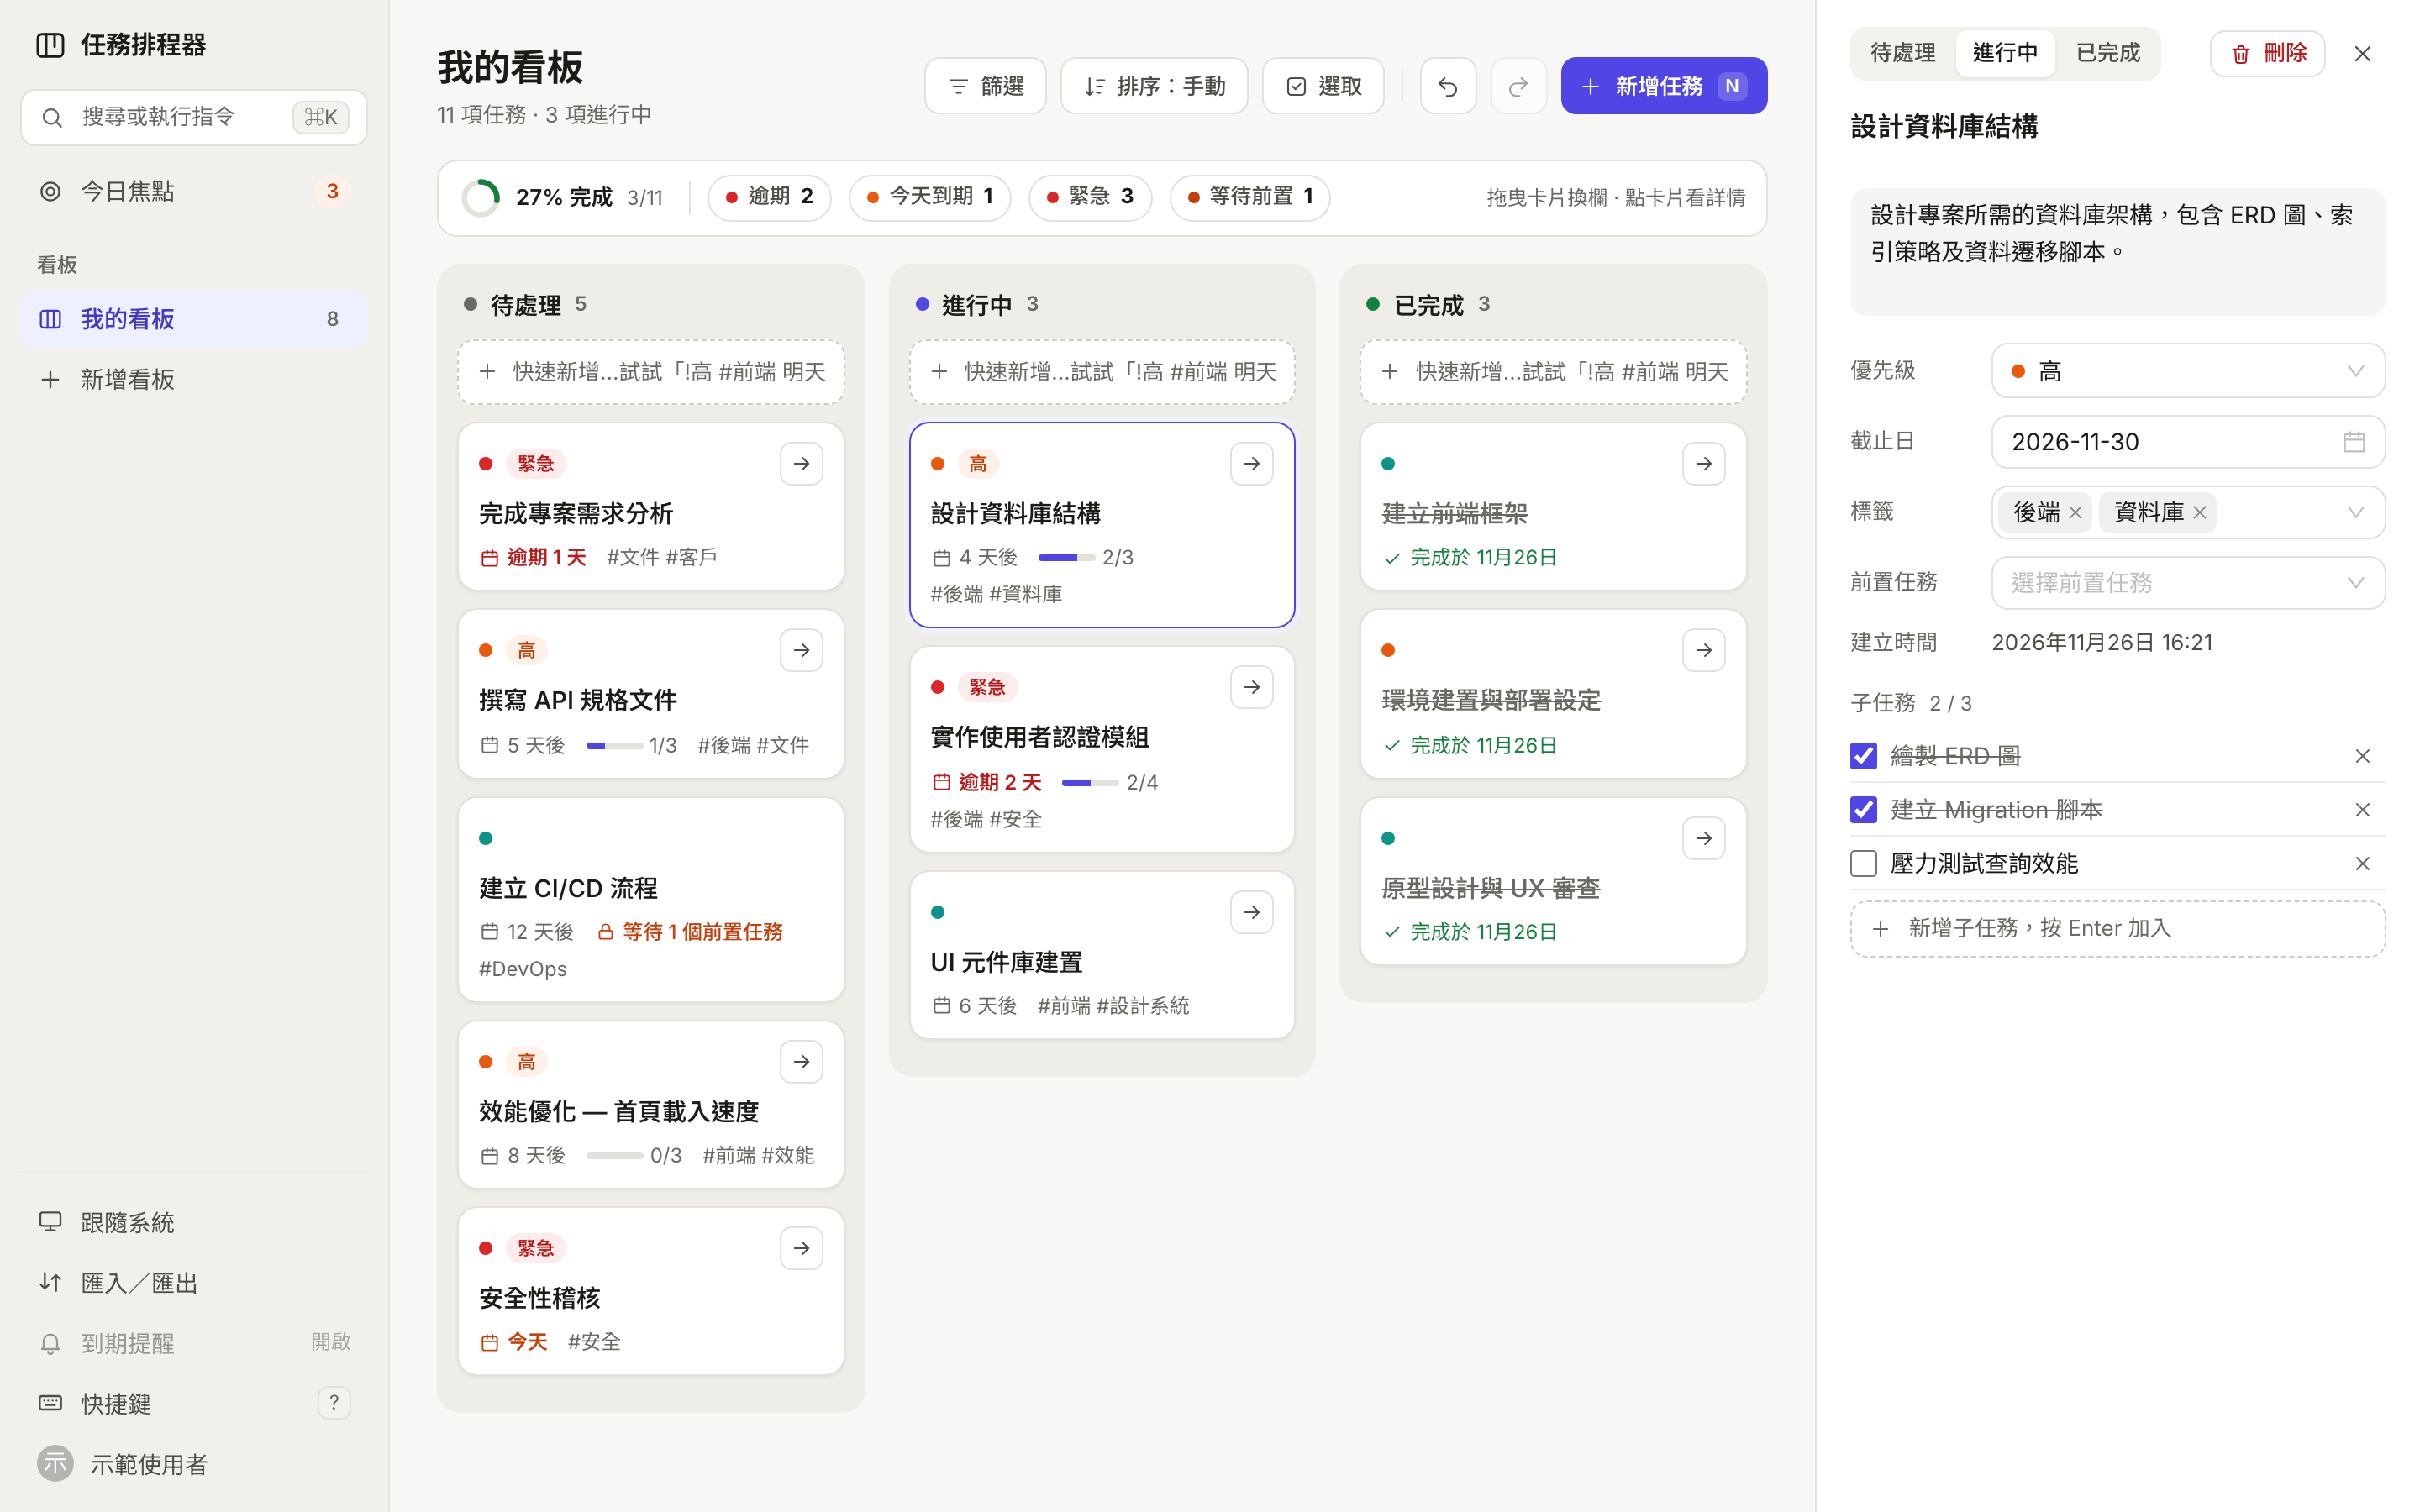 任務排程器
搜尋或執行指令 ⌘K
今日焦點 3
看板
我的看板 8
新增看板
跟隨系統
匯入／匯出
到期提醒 開啟
快捷鍵 ?
示 示範使用者
我的看板
11 項任務 · 3 項進行中
篩選 排序：手動 選取 新增任務 N
27% 完成 3/11 逾期 2 今天到期 1 緊急 3 等待前置 1 拖曳卡片換欄 · 點卡片看詳情
待處理 5
快速新增...試試「!高 #前端 明天
緊急
完成專案需求分析
逾期 1 天 #文件 #客戶
高
撰寫 API 規格文件
5 天後 1/3 #後端 #文件
建立 CI/CD 流程
12 天後 等待 1 個前置任務
#DevOps
高
效能優化 — 首頁載入速度
8 天後 0/3 #前端 #效能
緊急
安全性稽核
今天 #安全
進行中 3
快速新增...試試「!高 #前端 明天
高
設計資料庫結構
4 天後 2/3
#後端 #資料庫
緊急
實作使用者認證模組
逾期 2 天 2/4
#後端 #安全
UI 元件庫建置
6 天後 #前端 #設計系統
已完成 3
快速新增...試試「!高 #前端 明天
建立前端框架
完成於 11月26日
環境建置與部署設定
完成於 11月26日
原型設計與 UX 審查
完成於 11月26日
待處理 進行中 已完成 刪除
設計資料庫結構
設計專案所需的資料庫架構，包含 ERD 圖、索
引策略及資料遷移腳本。
優先級 高
截止日 2026-11-30
標籤 後端 資料庫
前置任務 選擇前置任務
建立時間 2026年11月26日 16:21
子任務 2 / 3
繪製 ERD 圖
建立 Migration 腳本
壓力測試查詢效能
新增子任務，按 Enter 加入